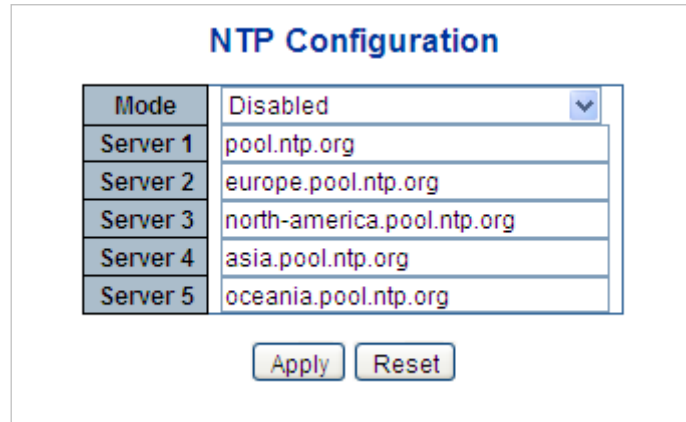 NTP Configuration
Mode Disabled
Server 1 pool.ntp.org
Server 2 europe.pool.ntp.org
Server 3 north-america.pool.ntp.org
Server 4 asia.pool.ntp.org
Server 5 oceania.pool.ntp.org
Apply Reset